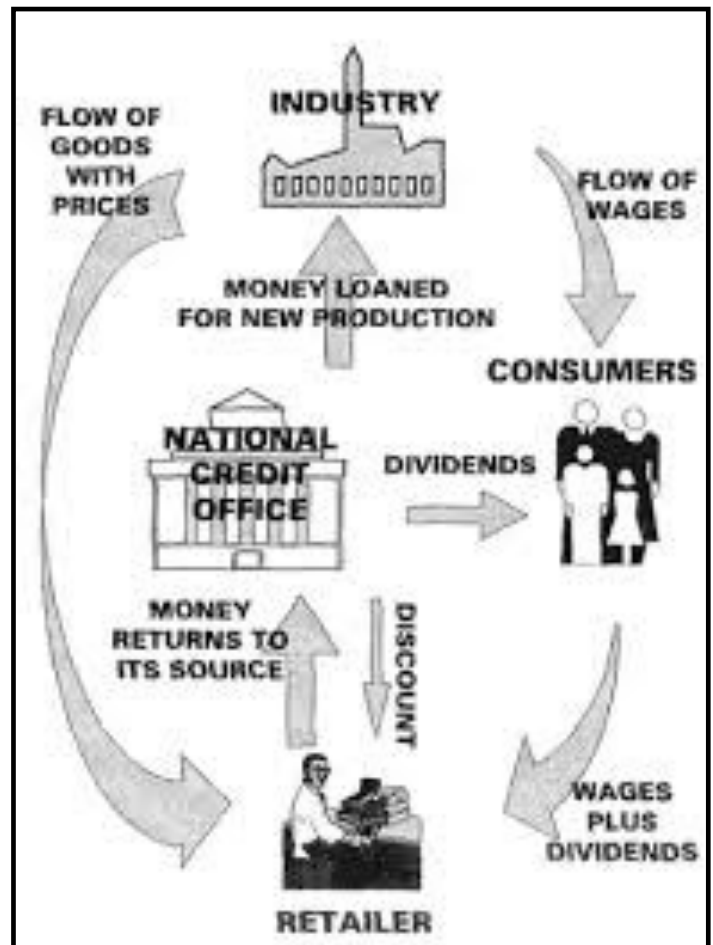 INDUSTRY
FLOW OF
GOODS
WITH
PRICES
FLOW OF
WAGES
MONEY LOANED
FOR NEW PRODUCTION
CONSUMERS
NATIONAL
CREDIT
OFFICE
DIVIDENDS
MONEY
RETURNS TO
ITS SOURCE
DISCOUNT
WAGES
PLUS
DIVIDENDS
RETAILER